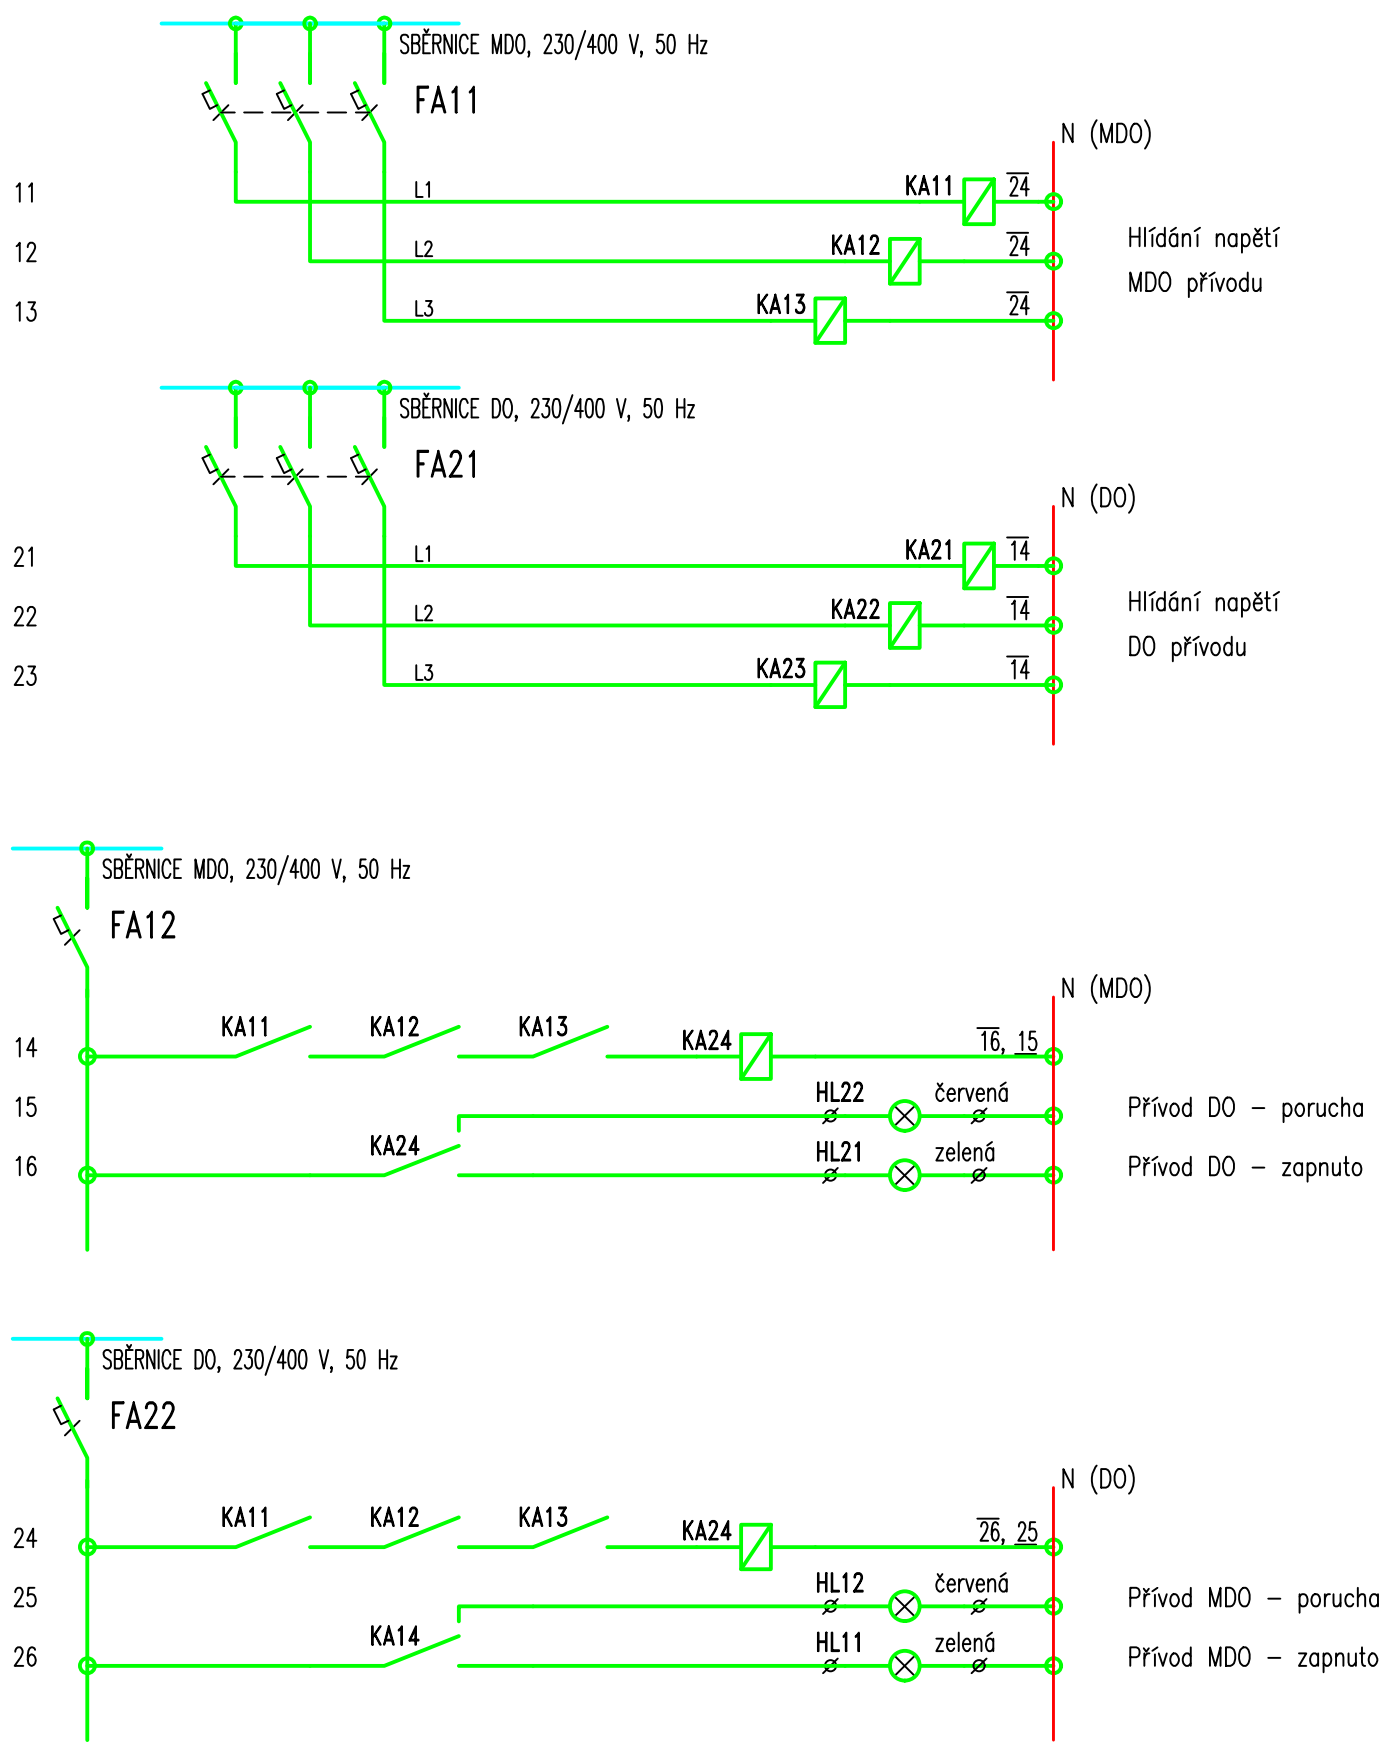 SBĚRNICE MDO, 230/400 V, 50 Hz
FA11
N (MDO)
11 L1 KA11 24
12 L2 KA12 24
Hlídání napětí
MDO přívodu
13 L3 KA13 24
SBĚRNICE DO, 230/400 V, 50 Hz
FA21
N (DO)
21 L1 KA21 14
22 L2 KA22 14
Hlídání napětí
DO přívodu
23 L3 KA23 14
SBĚRNICE MDO, 230/400 V, 50 Hz
FA12
N (MDO)
14 KA11 KA12 KA13 KA24 16, 15
15 HL22 červená Přívod DO – porucha
KA24
16 HL21 zelená Přívod DO – zapnuto
SBĚRNICE DO, 230/400 V, 50 Hz
FA22
N (DO)
24 KA11 KA12 KA13 KA24 26, 25
25 HL12 červená Přívod MDO – porucha
KA14
26 HL11 zelená Přívod MDO – zapnuto